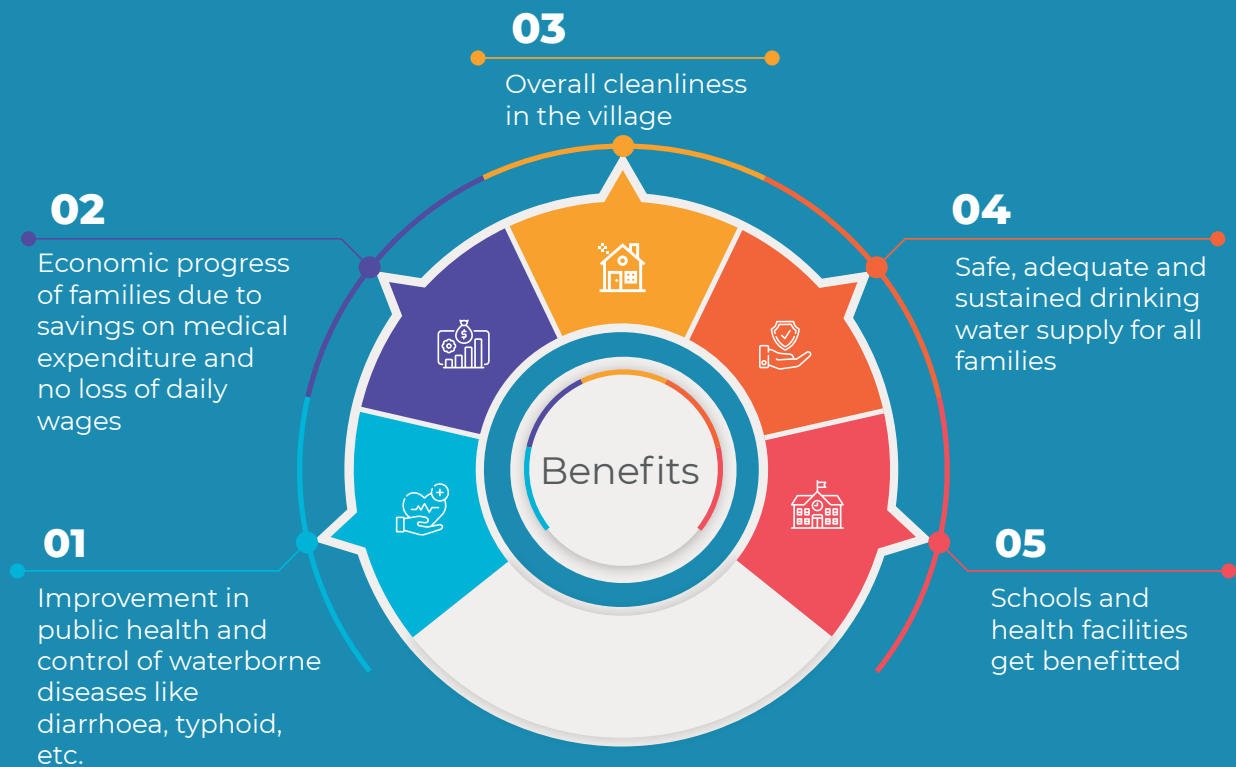 03
Overall cleanliness
in the village
02
Economic progress
of families due to
savings on medical
expenditure and
no loss of daily
wages
04
Safe, adequate and
sustained drinking
water supply for all
families
Benefits
01
Improvement in
public health and
control of waterborne
diseases like
diarrhoea, typhoid,
etc.
05
Schools and
health facilities
get benefitted